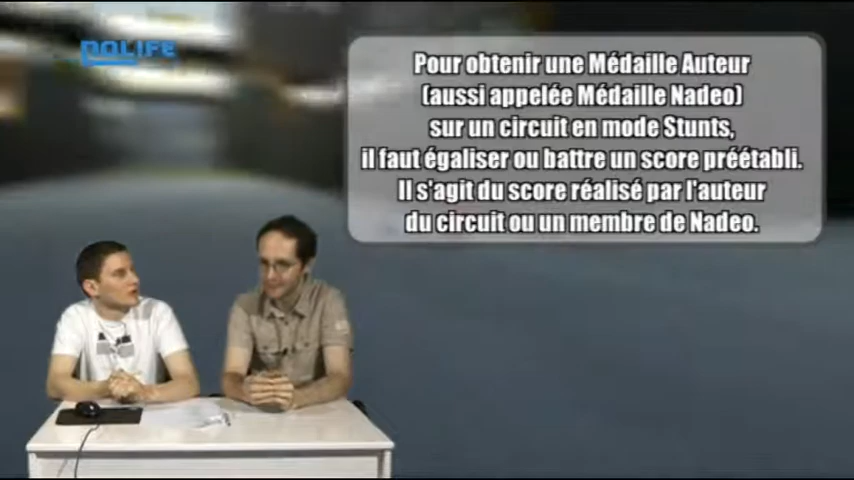 NOLIFE
Pour obtenir une Médaille Auteur
(aussi appelée Médaille Nadeo)
sur un circuit en mode Stunts,
il faut égaliser ou battre un score préétabli.
Il s'agit du score réalisé par l'auteur
du circuit ou un membre de Nadeo.